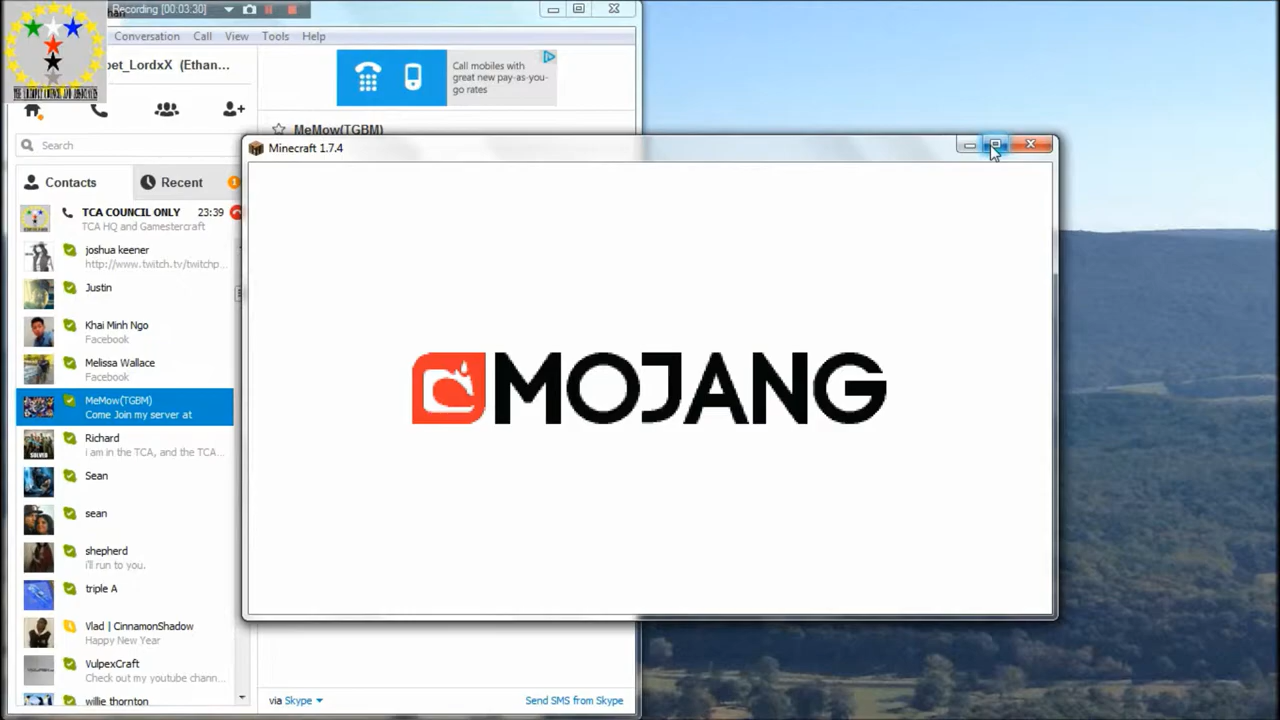 Recording [00:03:30]
Conversation Call View Tools Help
pet_LordxX (Ethan...
Call mobiles with
great new pay-as-you-
go rates
MeMow(TGBM)
Search
Minecraft 1.7.4
Contacts
Recent 1
TCA COUNCIL ONLY 23:39
TCA HQ and Gamestercraft
joshua keener
http://www.twitch.tv/twitchp...
Justin
MOJANG
Khai Minh Ngo
Facebook
Melissa Wallace
Facebook
MeMow(TGBM)
Come Join my server at
Richard
i am in the TCA, and the TCA...
Sean
sean
shepherd
i'll run to you.
triple A
Vlad | CinnamonShadow
Happy New Year
VulpexCraft
Check out my youtube chann...
willie thornton
via Skype
Send SMS from Skype